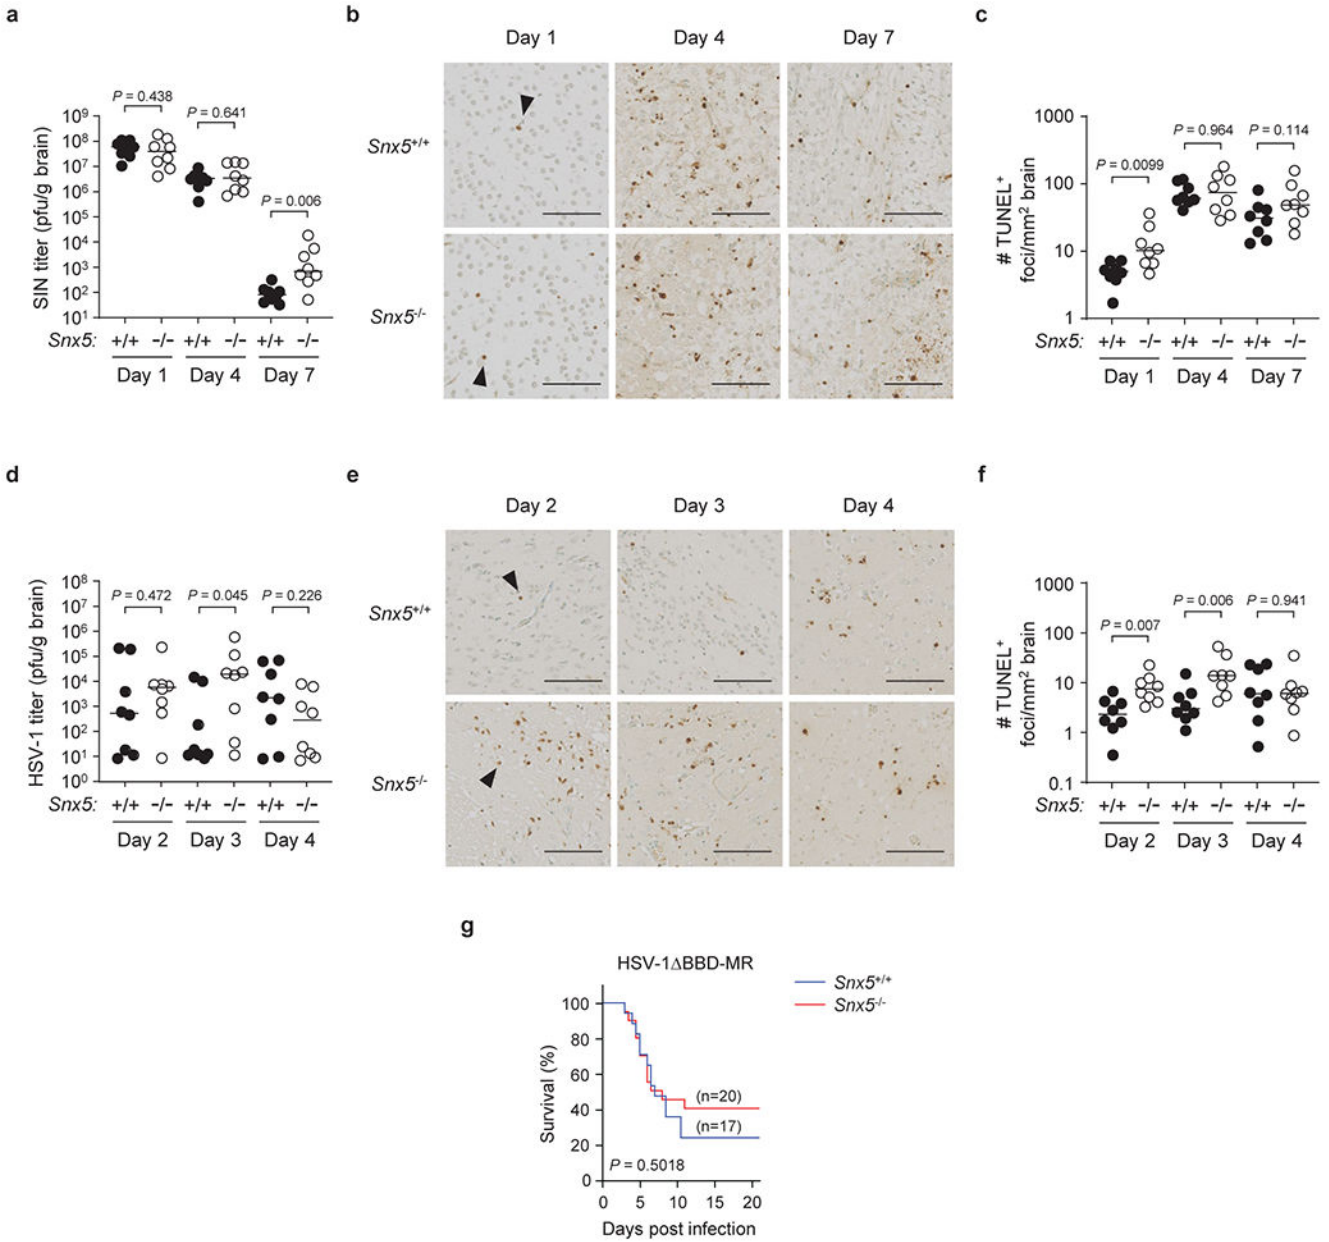 a
P = 0.438
P = 0.641
P = 0.006
SIN titer (pfu/g brain)
10⁹
10⁸
10⁷
10⁶
10⁵
10⁴
10³
10²
10¹
Snx5: +/+ -/- +/+ -/- +/+ -/-
Day 1 Day 4 Day 7
b
Day 1 Day 4 Day 7
Snx5+/+
Snx5-/-
c
P = 0.0099
P = 0.964
P = 0.114
# TUNEL+
foci/mm² brain
1000
100
10
1
Snx5: +/+ -/- +/+ -/- +/+ -/-
Day 1 Day 4 Day 7
d
P = 0.472
P = 0.045
P = 0.226
HSV-1 titer (pfu/g brain)
10⁸
10⁷
10⁶
10⁵
10⁴
10³
10²
10¹
10⁰
Snx5: +/+ -/- +/+ -/- +/+ -/-
Day 2 Day 3 Day 4
e
Day 2 Day 3 Day 4
Snx5+/+
Snx5-/-
f
P = 0.007
P = 0.006
P = 0.941
# TUNEL+
foci/mm² brain
1000
100
10
1
0.1
Snx5: +/+ -/- +/+ -/- +/+ -/-
Day 2 Day 3 Day 4
g
HSV-1ΔBBD-MR
Snx5+/+
Snx5-/-
Survival (%)
100
80
60
40
20
0
(n=20)
(n=17)
P = 0.5018
0 5 10 15 20
Days post infection